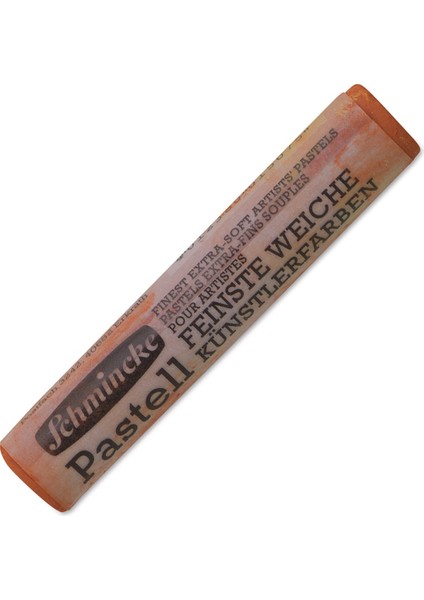 Schmincke
Pastell
FINEST EXTRA-SOFT ARTISTS' PASTELS
PASTELS EXTRA-FINS SOUPLES
POUR ARTISTES
FEINSTE WEICHE
KÜNSTLERFARBEN